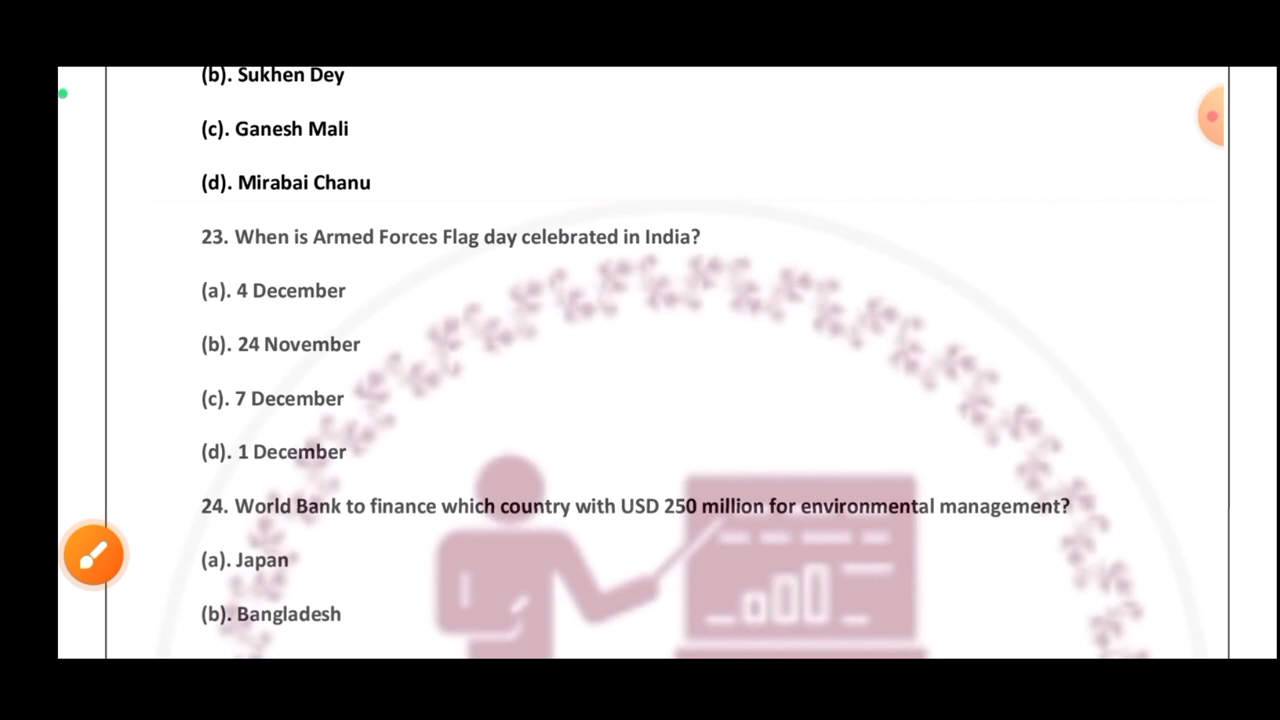 (b). Sukhen Dey
(c). Ganesh Mali
(d). Mirabai Chanu
23. When is Armed Forces Flag day celebrated in India?
(a). 4 December
(b). 24 November
(c). 7 December
(d). 1 December
24. World Bank to finance which country with USD 250 million for environmental management?
(a). Japan
(b). Bangladesh